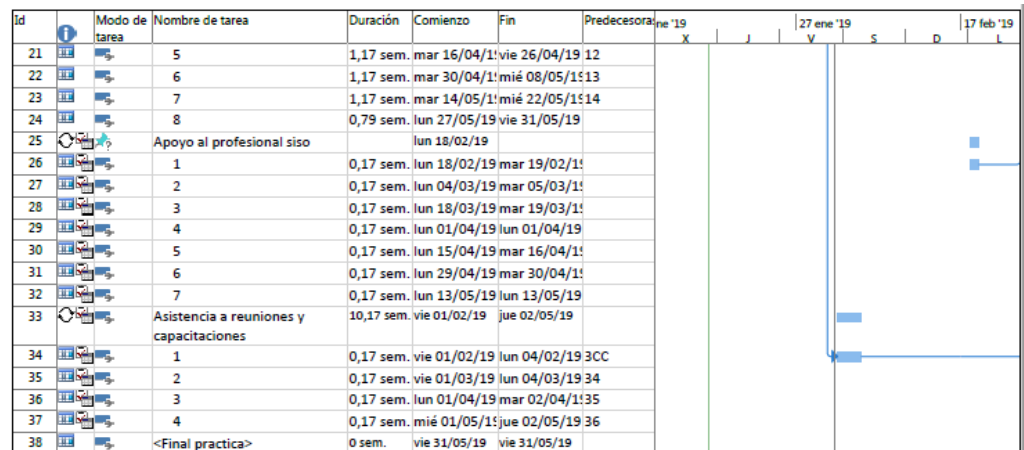 Id Modo de Nombre de tarea Duración Comienzo Fin Predecesoras ne '19 27 ene '19 17 feb '19
tarea X J V S D L
21 5 1,17 sem. mar 16/04/19 vie 26/04/19 12
22 6 1,17 sem. mar 30/04/19 mié 08/05/19 13
23 7 1,17 sem. mar 14/05/19 mié 22/05/19 14
24 8 0,79 sem. lun 27/05/19 vie 31/05/19
25 Apoyo al profesional siso lun 18/02/19
26 1 0,17 sem. lun 18/02/19 mar 19/02/19
27 2 0,17 sem. lun 04/03/19 mar 05/03/19
28 3 0,17 sem. lun 18/03/19 mar 19/03/19
29 4 0,17 sem. lun 01/04/19 lun 01/04/19
30 5 0,17 sem. lun 15/04/19 mar 16/04/19
31 6 0,17 sem. lun 29/04/19 mar 30/04/19
32 7 0,17 sem. lun 13/05/19 lun 13/05/19
33 Asistencia a reuniones y 10,17 sem. vie 01/02/19 jue 02/05/19
capacitaciones
34 1 0,17 sem. vie 01/02/19 lun 04/02/19 3CC
35 2 0,17 sem. vie 01/03/19 lun 04/03/19 34
36 3 0,17 sem. lun 01/04/19 mar 02/04/19 35
37 4 0,17 sem. mié 01/05/19 jue 02/05/19 36
38 <Final practica> 0 sem. vie 31/05/19 vie 31/05/19